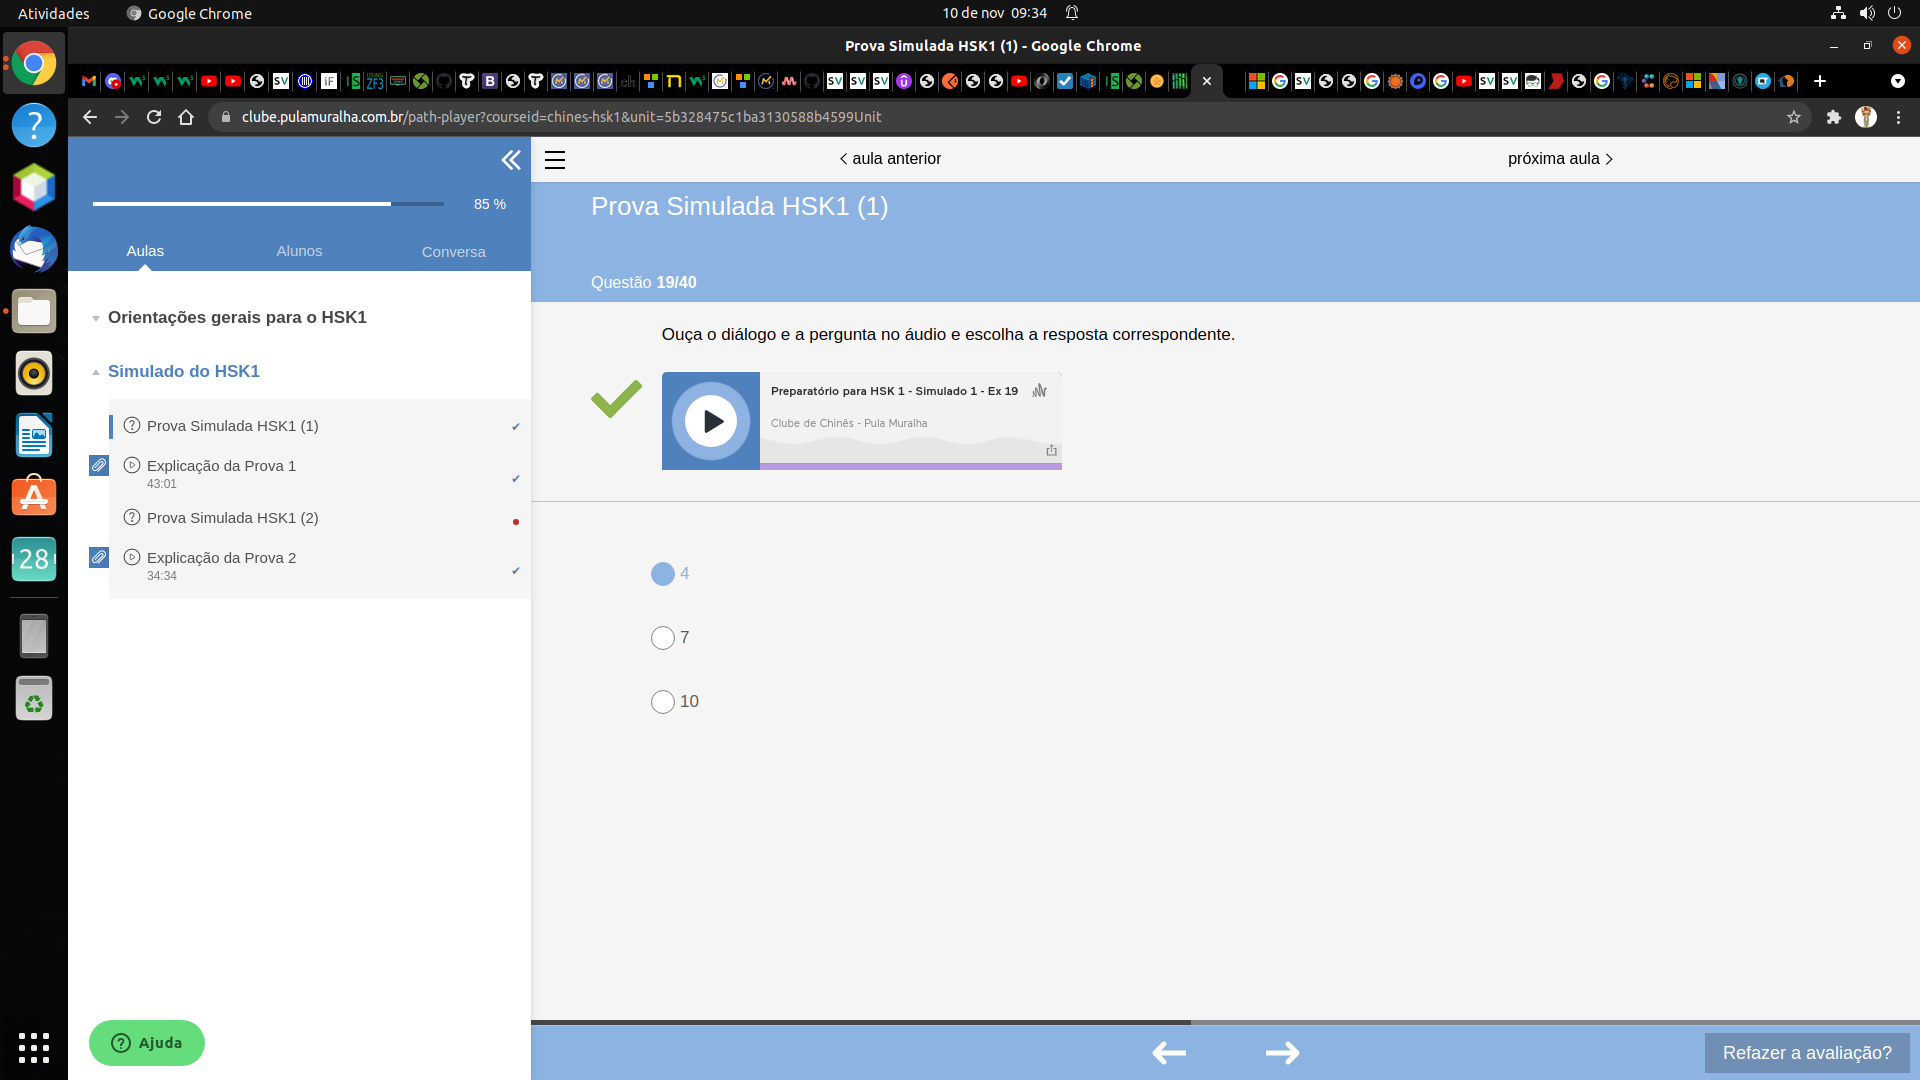 Atividades
Google Chrome
10 de nov 09:34
Prova Simulada HSK1 (1) - Google Chrome
clube.pulamuralha.com.br/path-player?courseid=chines-hsk1&unit=5b328475c1ba3130588b4599Unit
85 %
Aulas
Alunos
Conversa
Orientações gerais para o HSK1
Simulado do HSK1
Prova Simulada HSK1 (1)
Explicação da Prova 1
43:01
Prova Simulada HSK1 (2)
Explicação da Prova 2
34:34
Ajuda
28
aula anterior
próxima aula
Prova Simulada HSK1 (1)
Questão 19/40
Ouça o diálogo e a pergunta no áudio e escolha a resposta correspondente.
Preparatório para HSK 1 - Simulado 1 - Ex 19
Clube de Chinês - Pula Muralha
4
7
10
Refazer a avaliação?